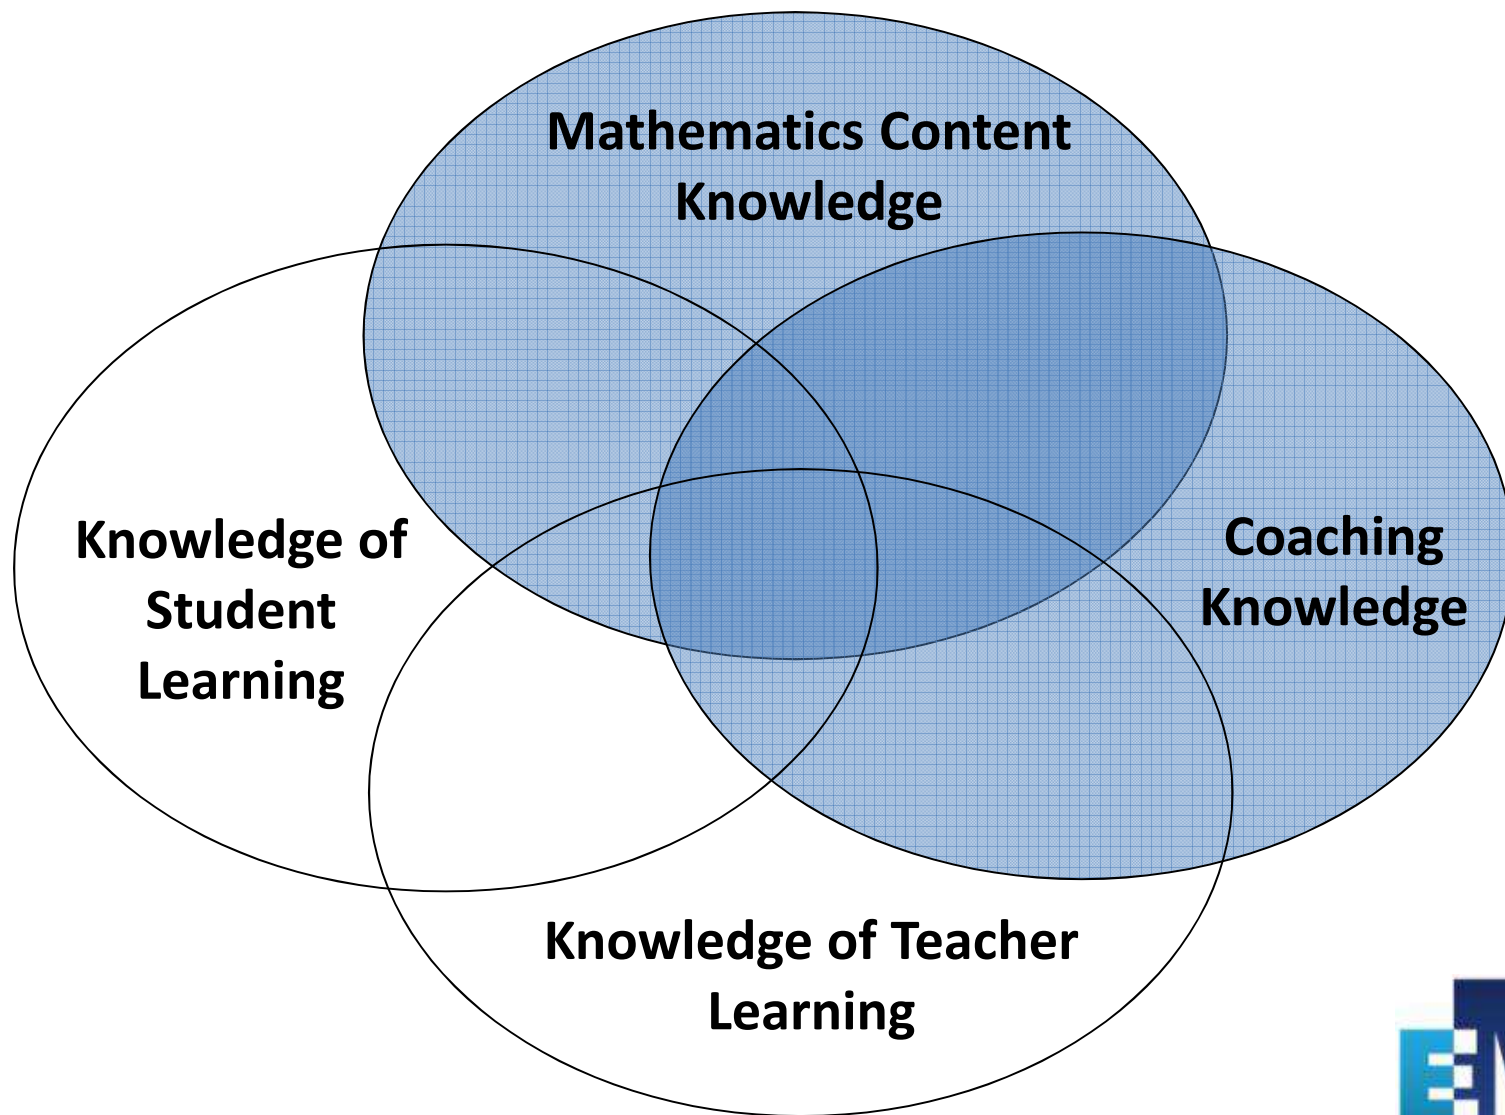 Mathematics Content
Knowledge
Knowledge of
Student
Learning
Coaching
Knowledge
Knowledge of Teacher
Learning